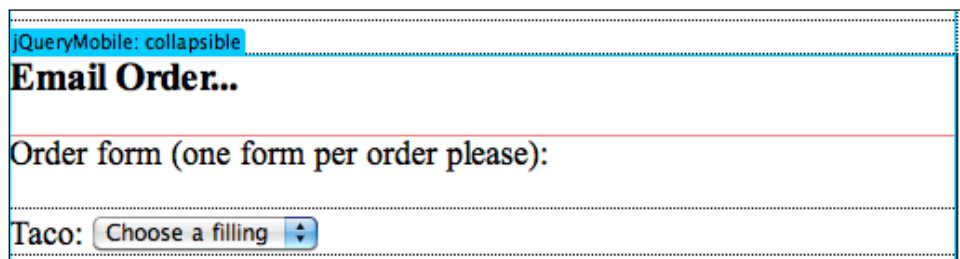 jQueryMobile: collapsible
Email Order...
Order form (one form per order please):
Taco: Choose a filling